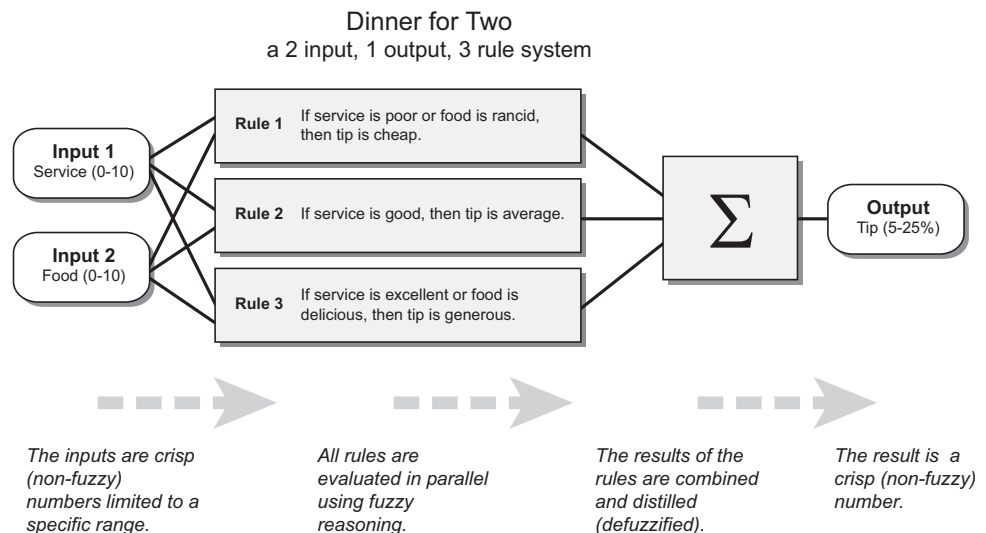 Dinner for Two
a 2 input, 1 output, 3 rule system
Input 1
Service (0-10)
Input 2
Food (0-10)
Rule 1
If service is poor or food is rancid,
then tip is cheap.
Rule 2
If service is good, then tip is average.
Rule 3
If service is excellent or food is
delicious, then tip is generous.
Σ
Output
Tip (5-25%)
The inputs are crisp
(non-fuzzy)
numbers limited to a
specific range.
All rules are
evaluated in parallel
using fuzzy
reasoning.
The results of the
rules are combined
and distilled
(defuzzified).
The result is a
crisp (non-fuzzy)
number.